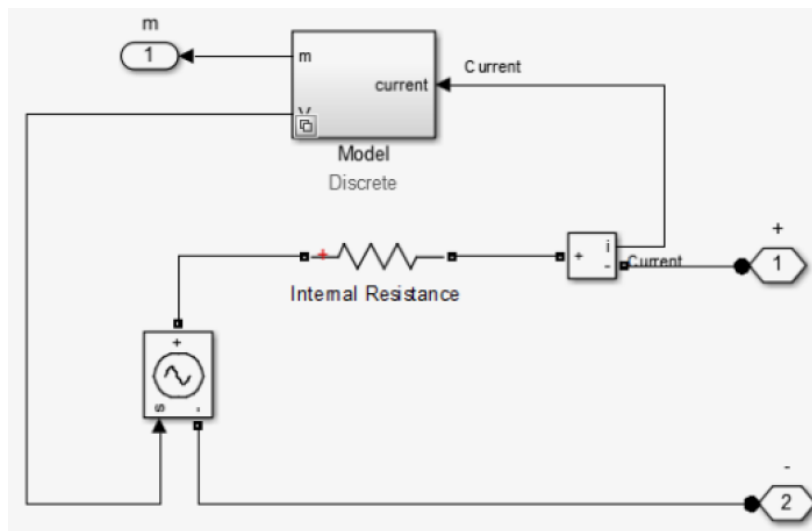 m
1
m
current
Current
Model
Discrete
+
i
+
-
Current
+
1
Internal Resistance
+
s
-
-
2